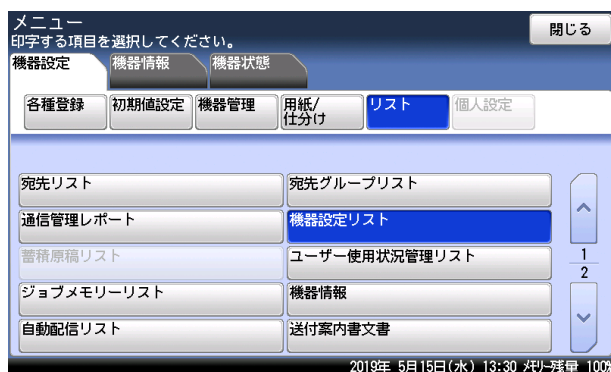 メニュー
印字する項目を選択してください。
閉じる
機器設定
機器情報
機器状態
各種登録
初期値設定
機器管理
用紙/
仕分け
リスト
個人設定
宛先リスト
宛先グループリスト
通信管理レポート
機器設定リスト
蓄積原稿リスト
ユーザー使用状況管理リスト
1
2
ジョブメモリーリスト
機器情報
自動配信リスト
送付案内書文書
2019年 5月15日(水) 13:30 メモリー残量 100%